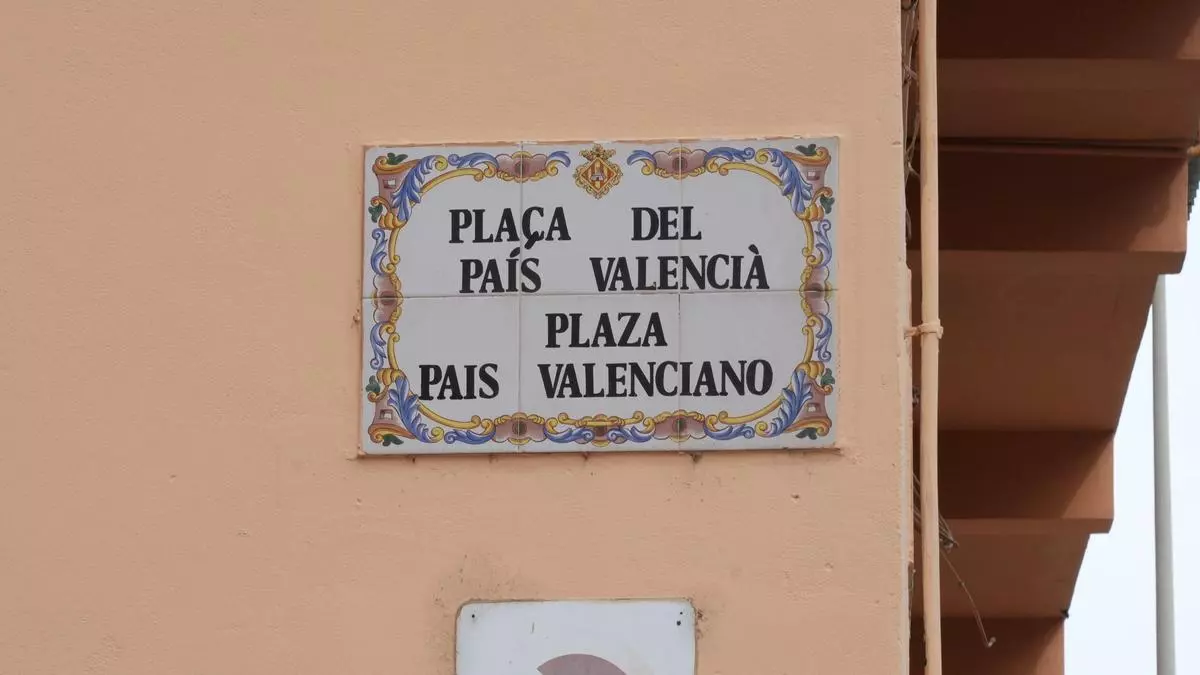 PLAÇA DEL
PAÍS VALENCIÀ
PLAZA
PAIS VALENCIANO